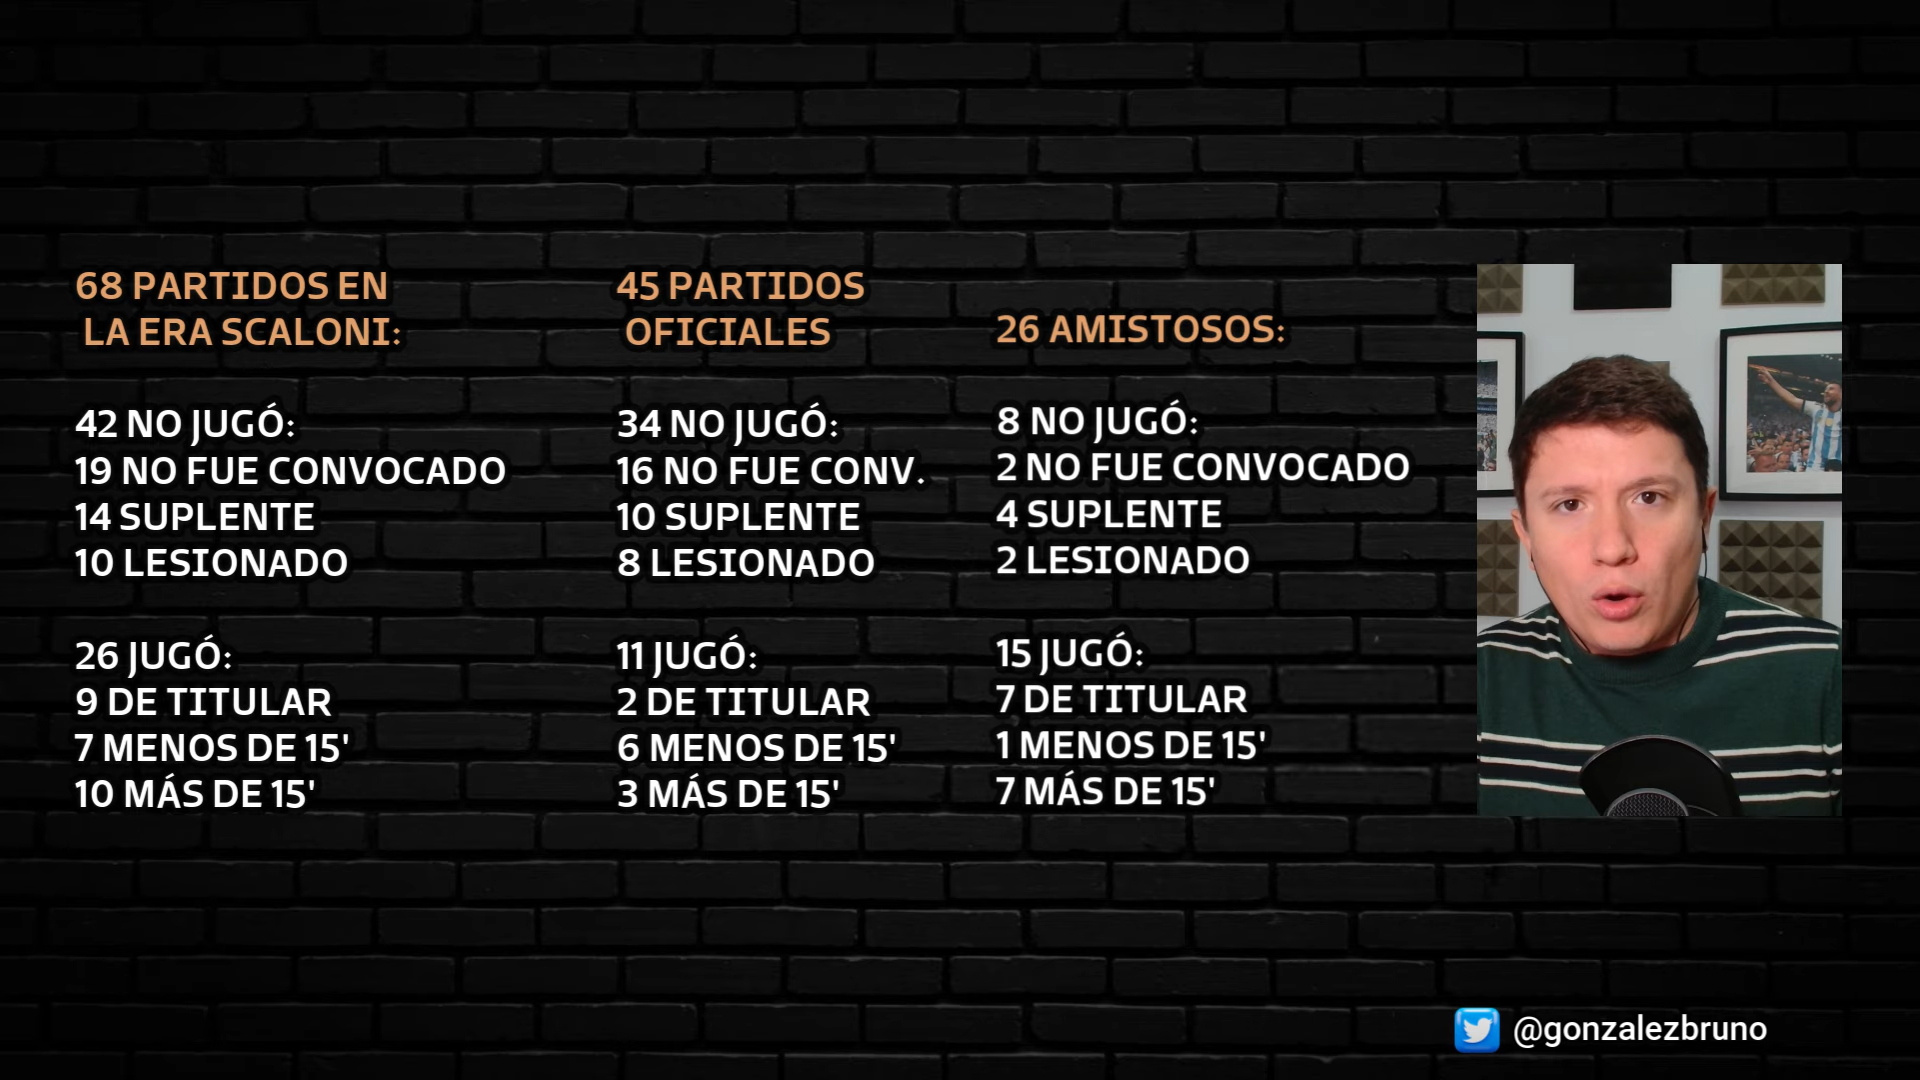 68 PARTIDOS EN
LA ERA SCALONI:
42 NO JUGÓ:
19 NO FUE CONVOCADO
14 SUPLENTE
10 LESIONADO
26 JUGÓ:
9 DE TITULAR
7 MENOS DE 15'
10 MÁS DE 15'
45 PARTIDOS
OFICIALES
34 NO JUGÓ:
16 NO FUE CONV.
10 SUPLENTE
8 LESIONADO
11 JUGÓ:
2 DE TITULAR
6 MENOS DE 15'
3 MÁS DE 15'
26 AMISTOSOS:
8 NO JUGÓ:
2 NO FUE CONVOCADO
4 SUPLENTE
2 LESIONADO
15 JUGÓ:
7 DE TITULAR
1 MENOS DE 15'
7 MÁS DE 15'
@gonzalezbruno